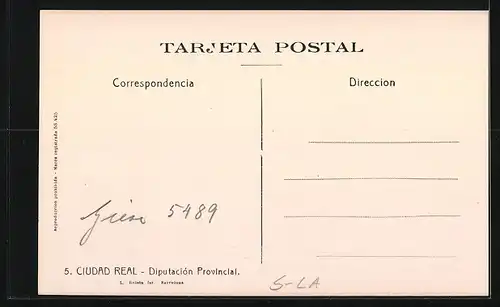 TARJETA POSTAL
Correspondencia
Direccion
5489
5. CIUDAD REAL - Diputación Provincial.
S-LA